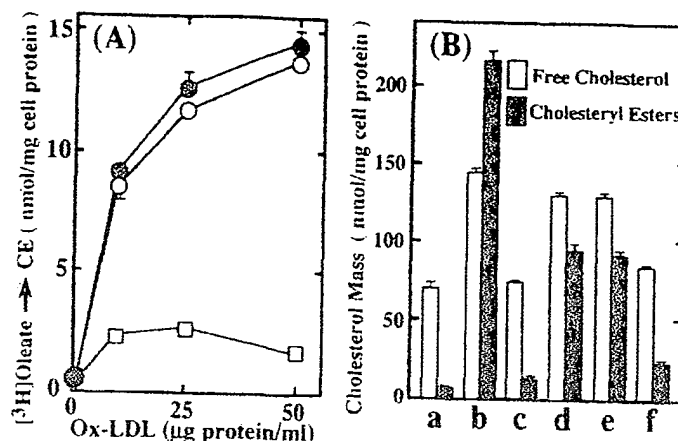 (A)
[³H]Oleate → CE ( nmol/mg cell protein)
15
10
5
0
0
25
50
Ox-LDL (μg protein/ml)
(B)
Free Cholesterol
Cholesteryl Esters
Cholesterol Mass ( nmol/mg cell protein)
200
150
100
50
0
a b c d e f